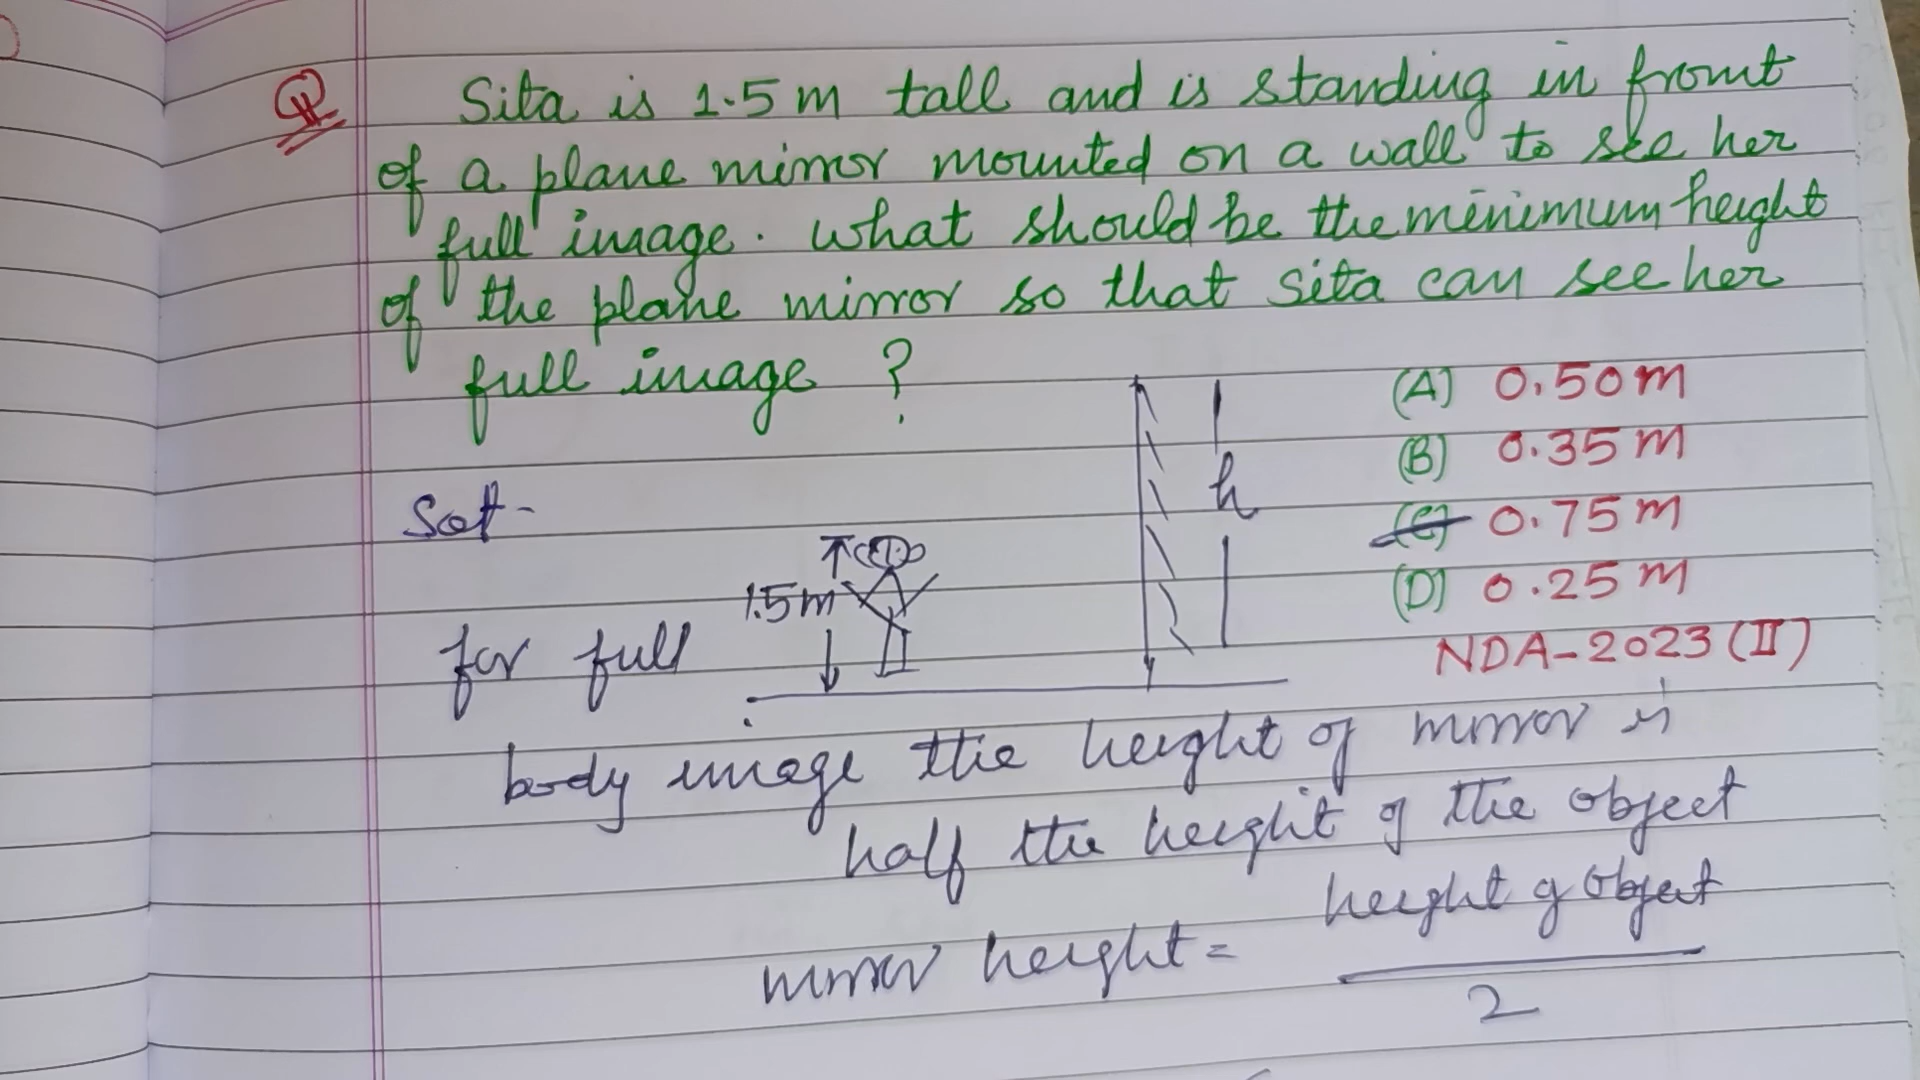 Q Sita is 1.5 m tall and is standing in front
of a plane mirror mounted on a wall to see her
full image. what should be the minimum height
of the plane mirror so that sita can see her
full image ?
(A) 0.50 m
(B) 0.35 m
(C) 0.75 m
(D) 0.25 m
NDA-2023 (II)
h
Sol-
1.5m
for full
body image the height of mirror is
half the height of the object
mirror height = height of object
2